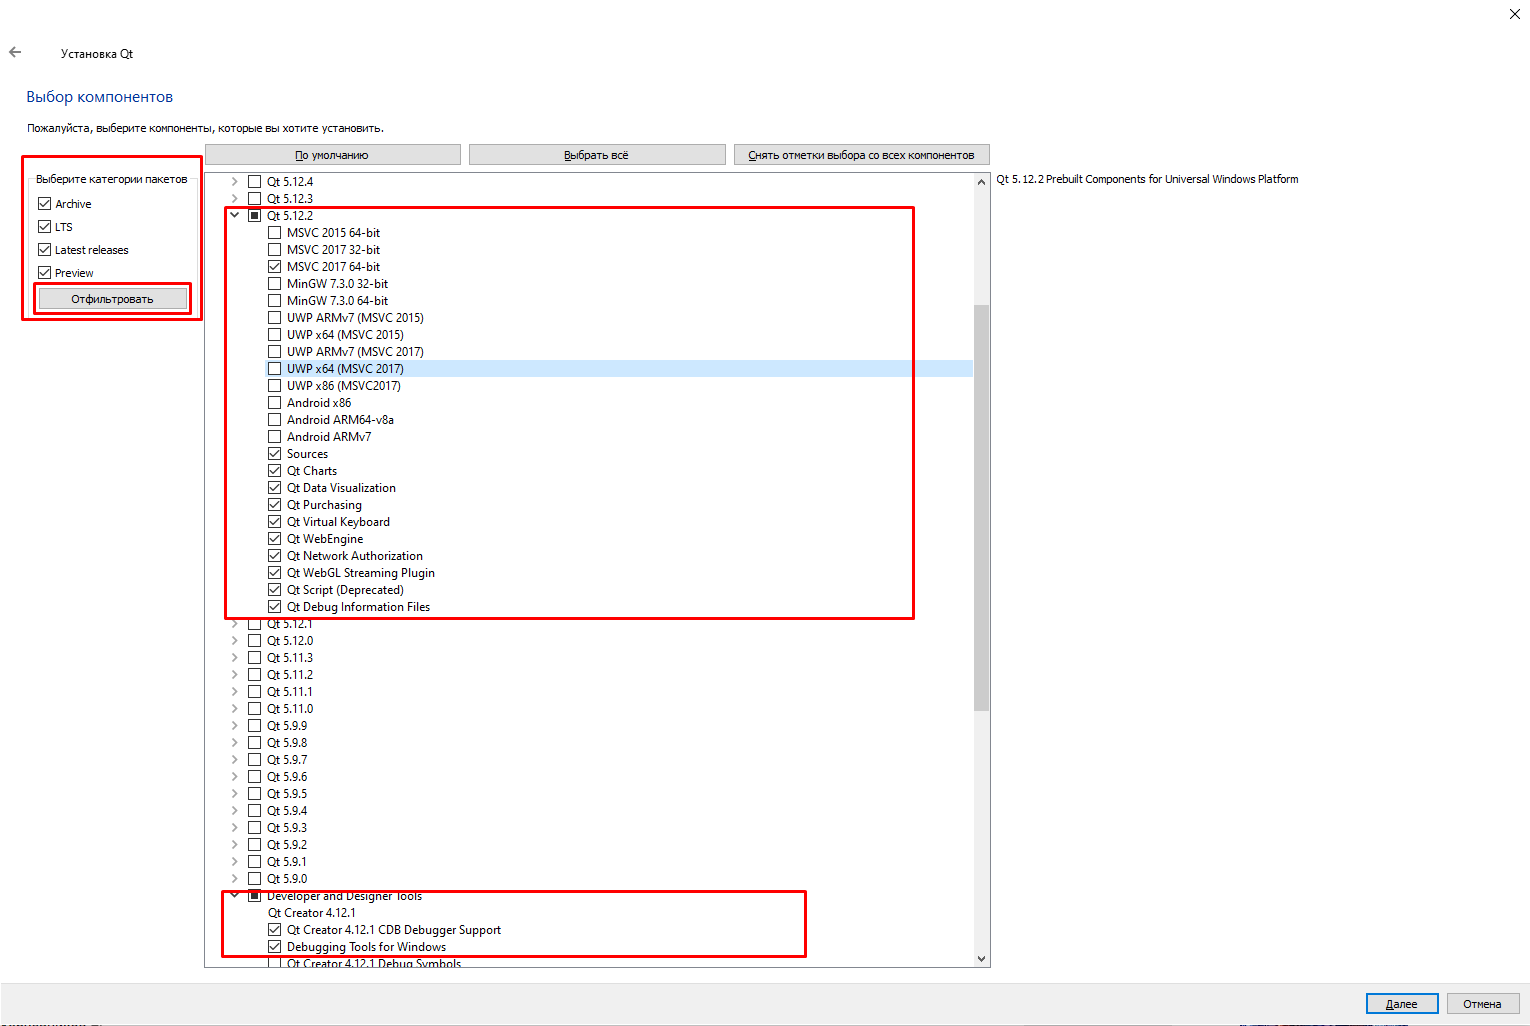 Установка Qt
Выбор компонентов
Пожалуйста, выберите компоненты, которые вы хотите установить.
По умолчанию
Выбрать всё
Снять отметки выбора со всех компонентов
Выберите категории пакетов
Archive
LTS
Latest releases
Preview
Отфильтровать
Qt 5.12.4
Qt 5.12.3
Qt 5.12.2
MSVC 2015 64-bit
MSVC 2017 32-bit
MSVC 2017 64-bit
MinGW 7.3.0 32-bit
MinGW 7.3.0 64-bit
UWP ARMv7 (MSVC 2015)
UWP x64 (MSVC 2015)
UWP ARMv7 (MSVC 2017)
UWP x64 (MSVC 2017)
UWP x86 (MSVC2017)
Android x86
Android ARM64-v8a
Android ARMv7
Sources
Qt Charts
Qt Data Visualization
Qt Purchasing
Qt Virtual Keyboard
Qt WebEngine
Qt Network Authorization
Qt WebGL Streaming Plugin
Qt Script (Deprecated)
Qt Debug Information Files
Qt 5.12.1
Qt 5.12.0
Qt 5.11.3
Qt 5.11.2
Qt 5.11.1
Qt 5.11.0
Qt 5.9.9
Qt 5.9.8
Qt 5.9.7
Qt 5.9.6
Qt 5.9.5
Qt 5.9.4
Qt 5.9.3
Qt 5.9.2
Qt 5.9.1
Qt 5.9.0
Developer and Designer Tools
Qt Creator 4.12.1
Qt Creator 4.12.1 CDB Debugger Support
Debugging Tools for Windows
Qt Creator 4.12.1 Debug Symbols
Qt 5.12.2 Prebuilt Components for Universal Windows Platform
Далее
Отмена